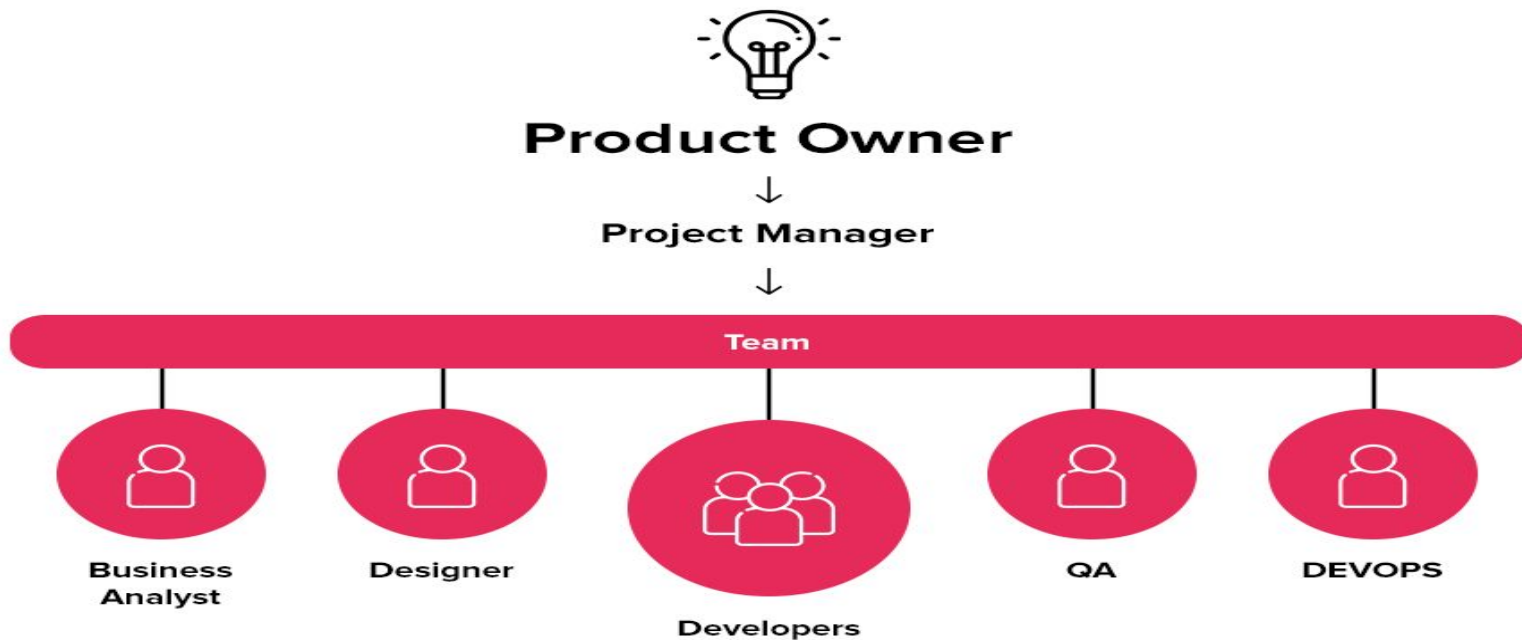 Product Owner
Project Manager
Team
Business
Analyst
Designer
Developers
QA
DEVOPS